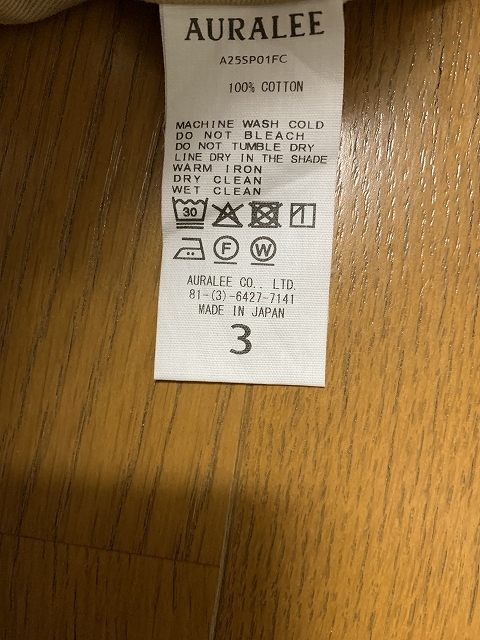 AURALEE
A25SP01FC
100% COTTON
MACHINE WASH COLD
DO NOT BLEACH
DO NOT TUMBLE DRY
LINE DRY IN THE SHADE
WARM IRON
DRY CLEAN
WET CLEAN
30
F W
AURALEE CO., LTD.
81-(3)-6427-7141
MADE IN JAPAN
3